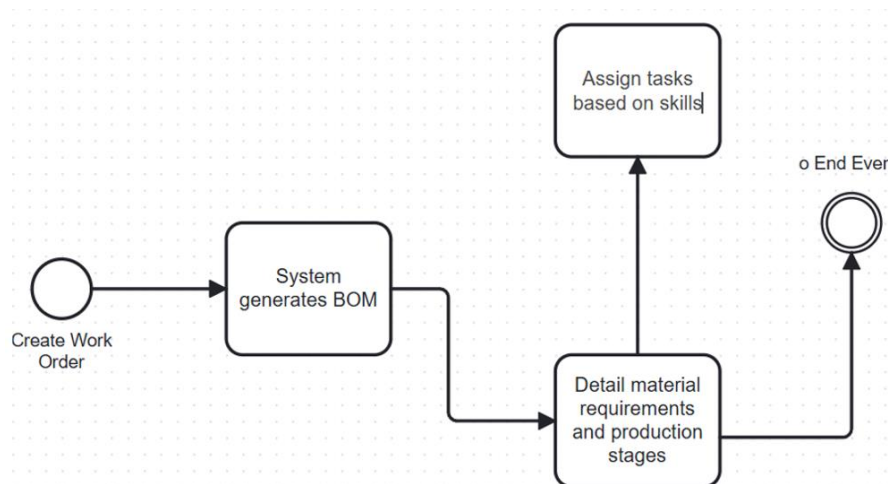 Assign tasks
based on skills
o End Ever
System
generates BOM
Create Work
Order
Detail material
requirements
and production
stages